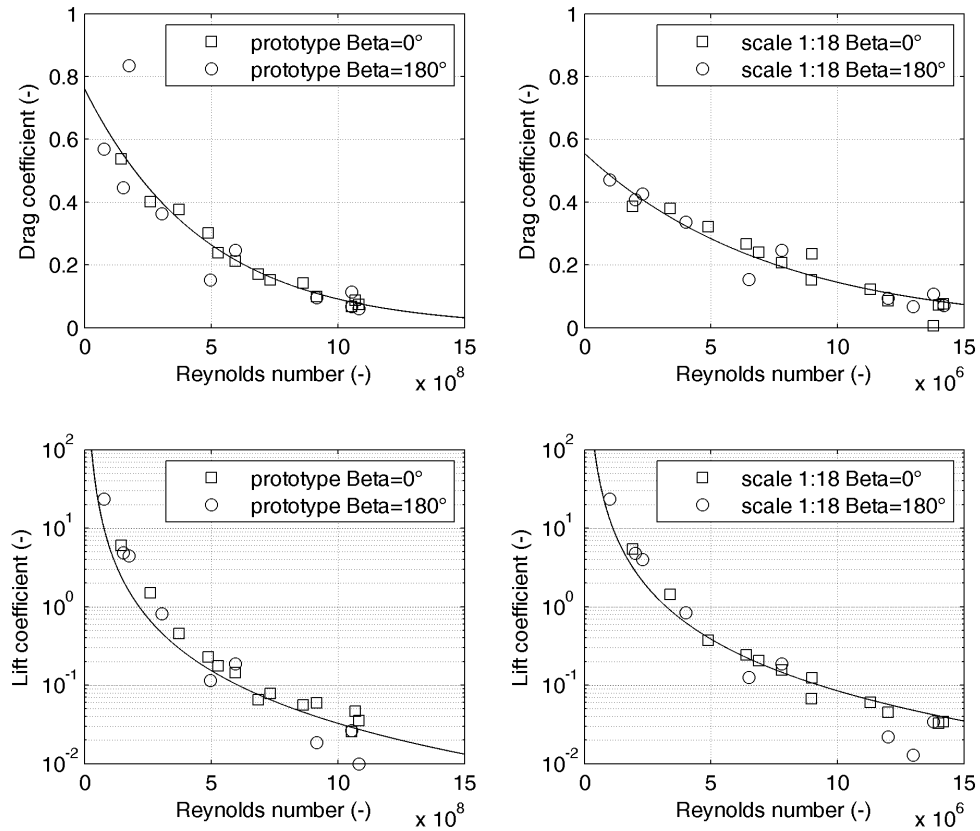 1
0.8
0.6
0.4
0.2
0
Drag coefficient (-)
prototype Beta=0°
prototype Beta=180°
0 5 10 15
Reynolds number (-)
x 10^8
1
0.8
0.6
0.4
0.2
0
Drag coefficient (-)
scale 1:18 Beta=0°
scale 1:18 Beta=180°
0 5 10 15
Reynolds number (-)
x 10^6
10^2
10^1
10^0
10^-1
10^-2
Lift coefficient (-)
prototype Beta=0°
prototype Beta=180°
0 5 10 15
Reynolds number (-)
x 10^8
10^2
10^1
10^0
10^-1
10^-2
Lift coefficient (-)
scale 1:18 Beta=0°
scale 1:18 Beta=180°
0 5 10 15
Reynolds number (-)
x 10^6